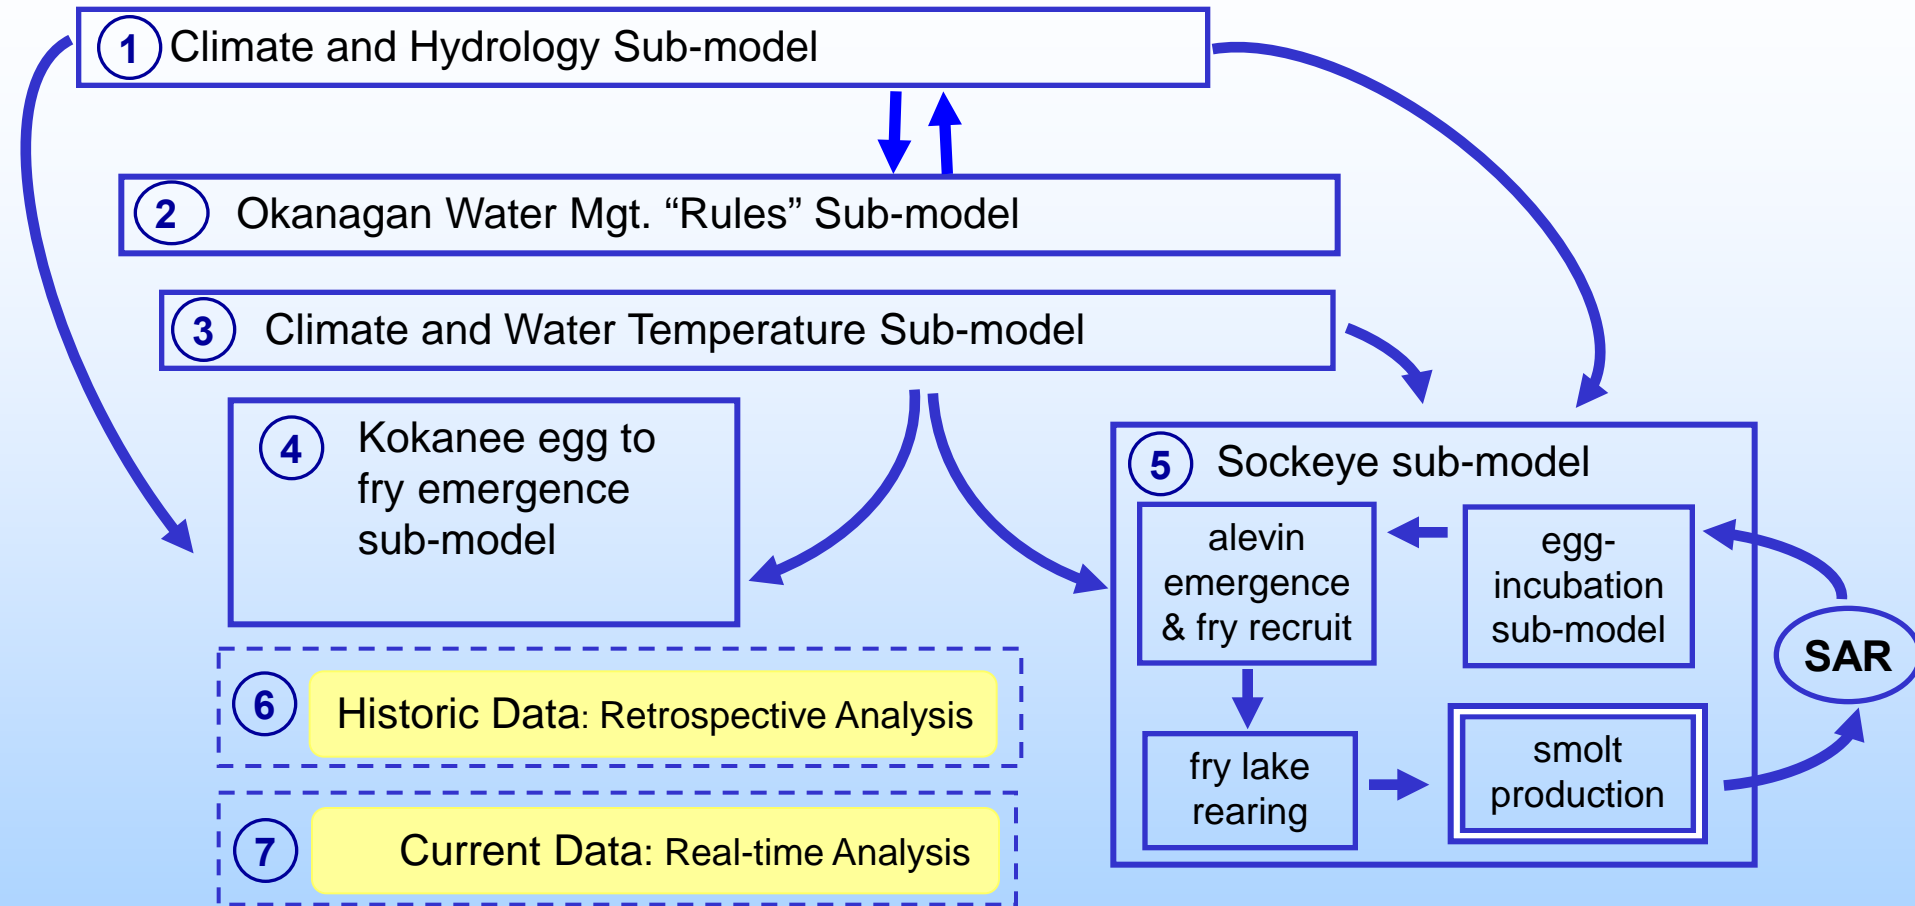 1 Climate and Hydrology Sub-model
2 Okanagan Water Mgt. “Rules” Sub-model
3 Climate and Water Temperature Sub-model
4 Kokanee egg to
fry emergence
sub-model
5 Sockeye sub-model
alevin
emergence
& fry recruit
egg-
incubation
sub-model
SAR
fry lake
rearing
smolt
production
6 Historic Data: Retrospective Analysis
7 Current Data: Real-time Analysis